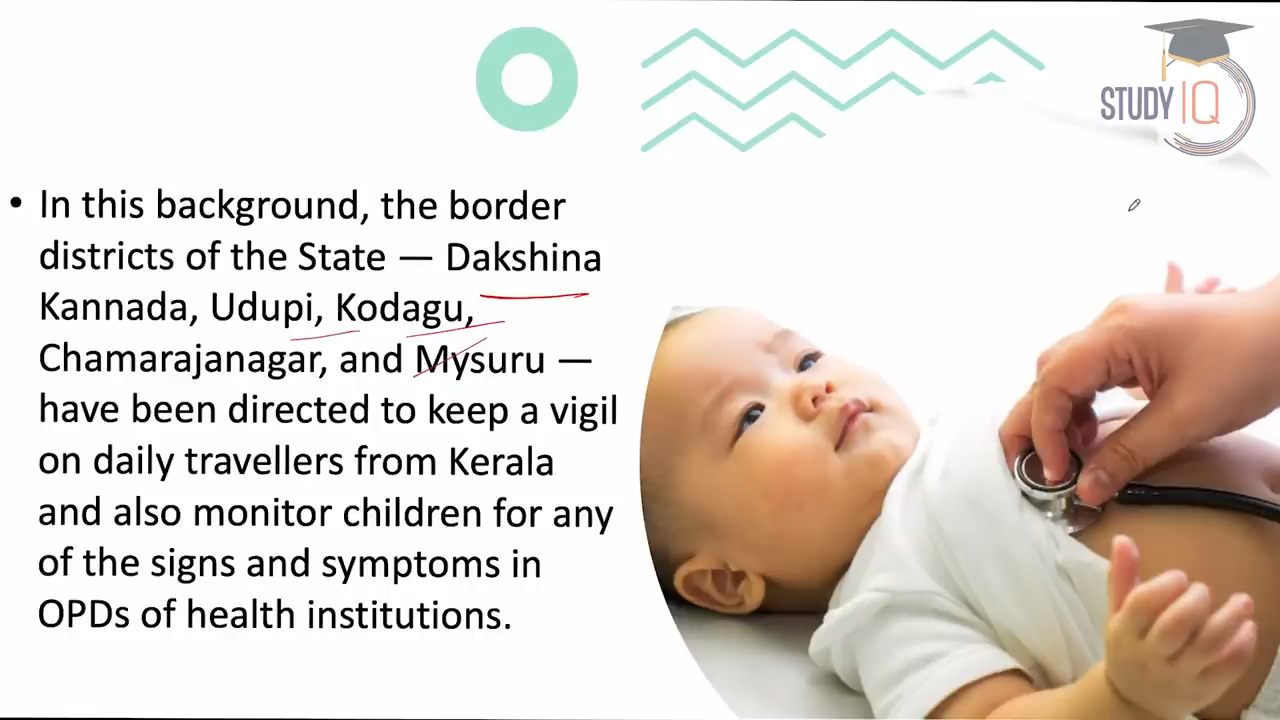 STUDY IQ
• In this background, the border
districts of the State — Dakshina
Kannada, Udupi, Kodagu,
Chamarajanagar, and Mysuru —
have been directed to keep a vigil
on daily travellers from Kerala
and also monitor children for any
of the signs and symptoms in
OPDs of health institutions.